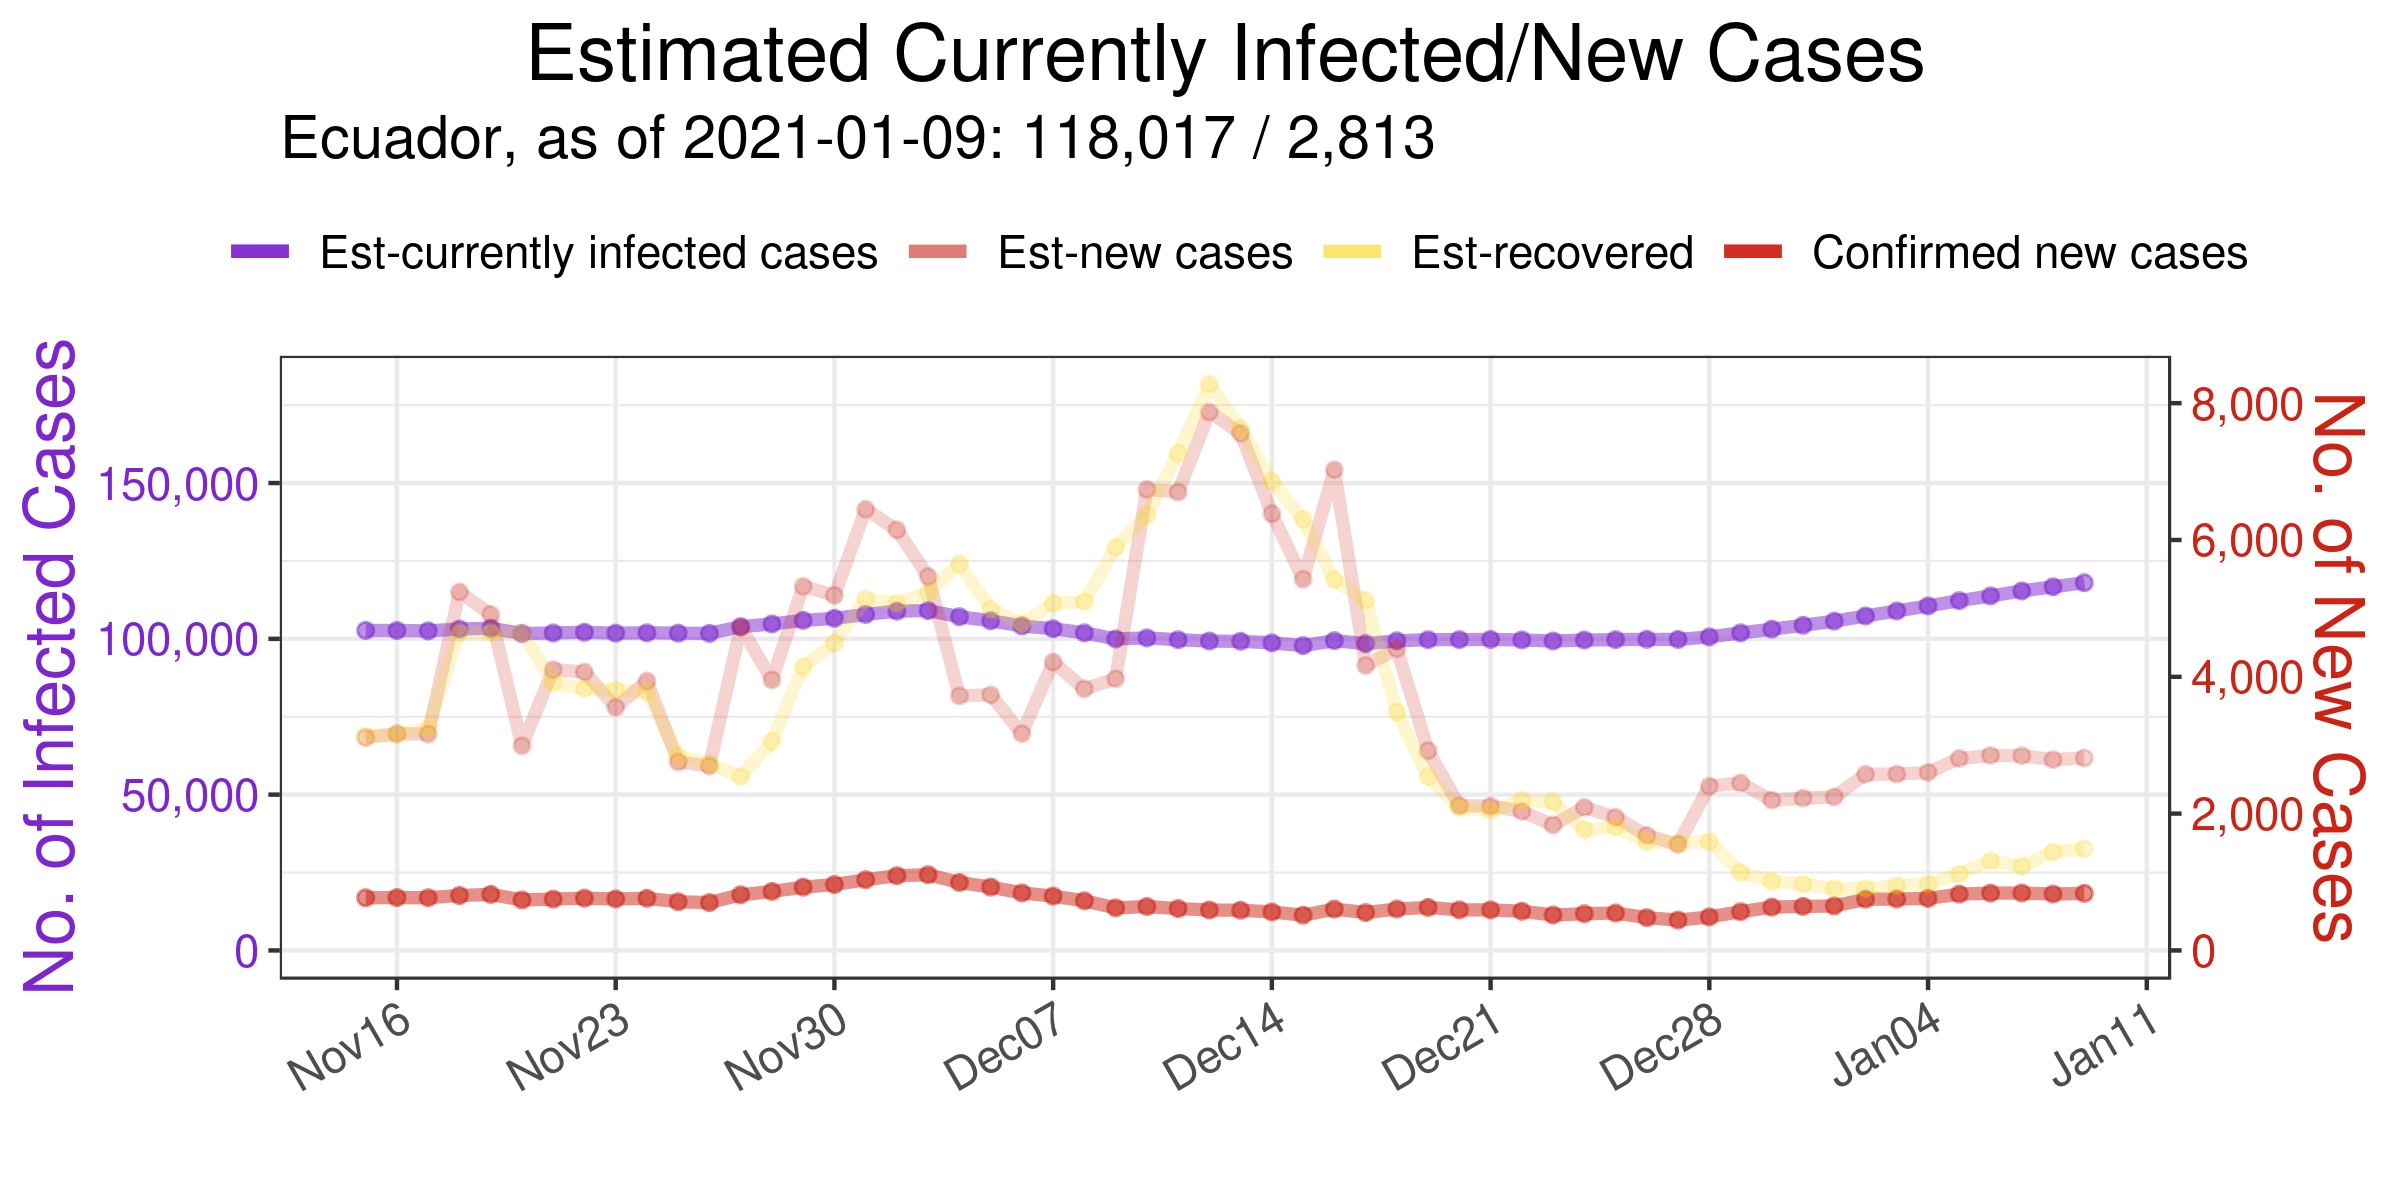 Estimated Currently Infected/New Cases
Ecuador, as of 2021-01-09: 118,017 / 2,813
Est-currently infected cases Est-new cases Est-recovered Confirmed new cases
No. of Infected Cases
150,000
100,000
50,000
0
8,000
6,000
4,000
2,000
0
No. of New Cases
Nov16 Nov23 Nov30 Dec07 Dec14 Dec21 Dec28 Jan04 Jan11